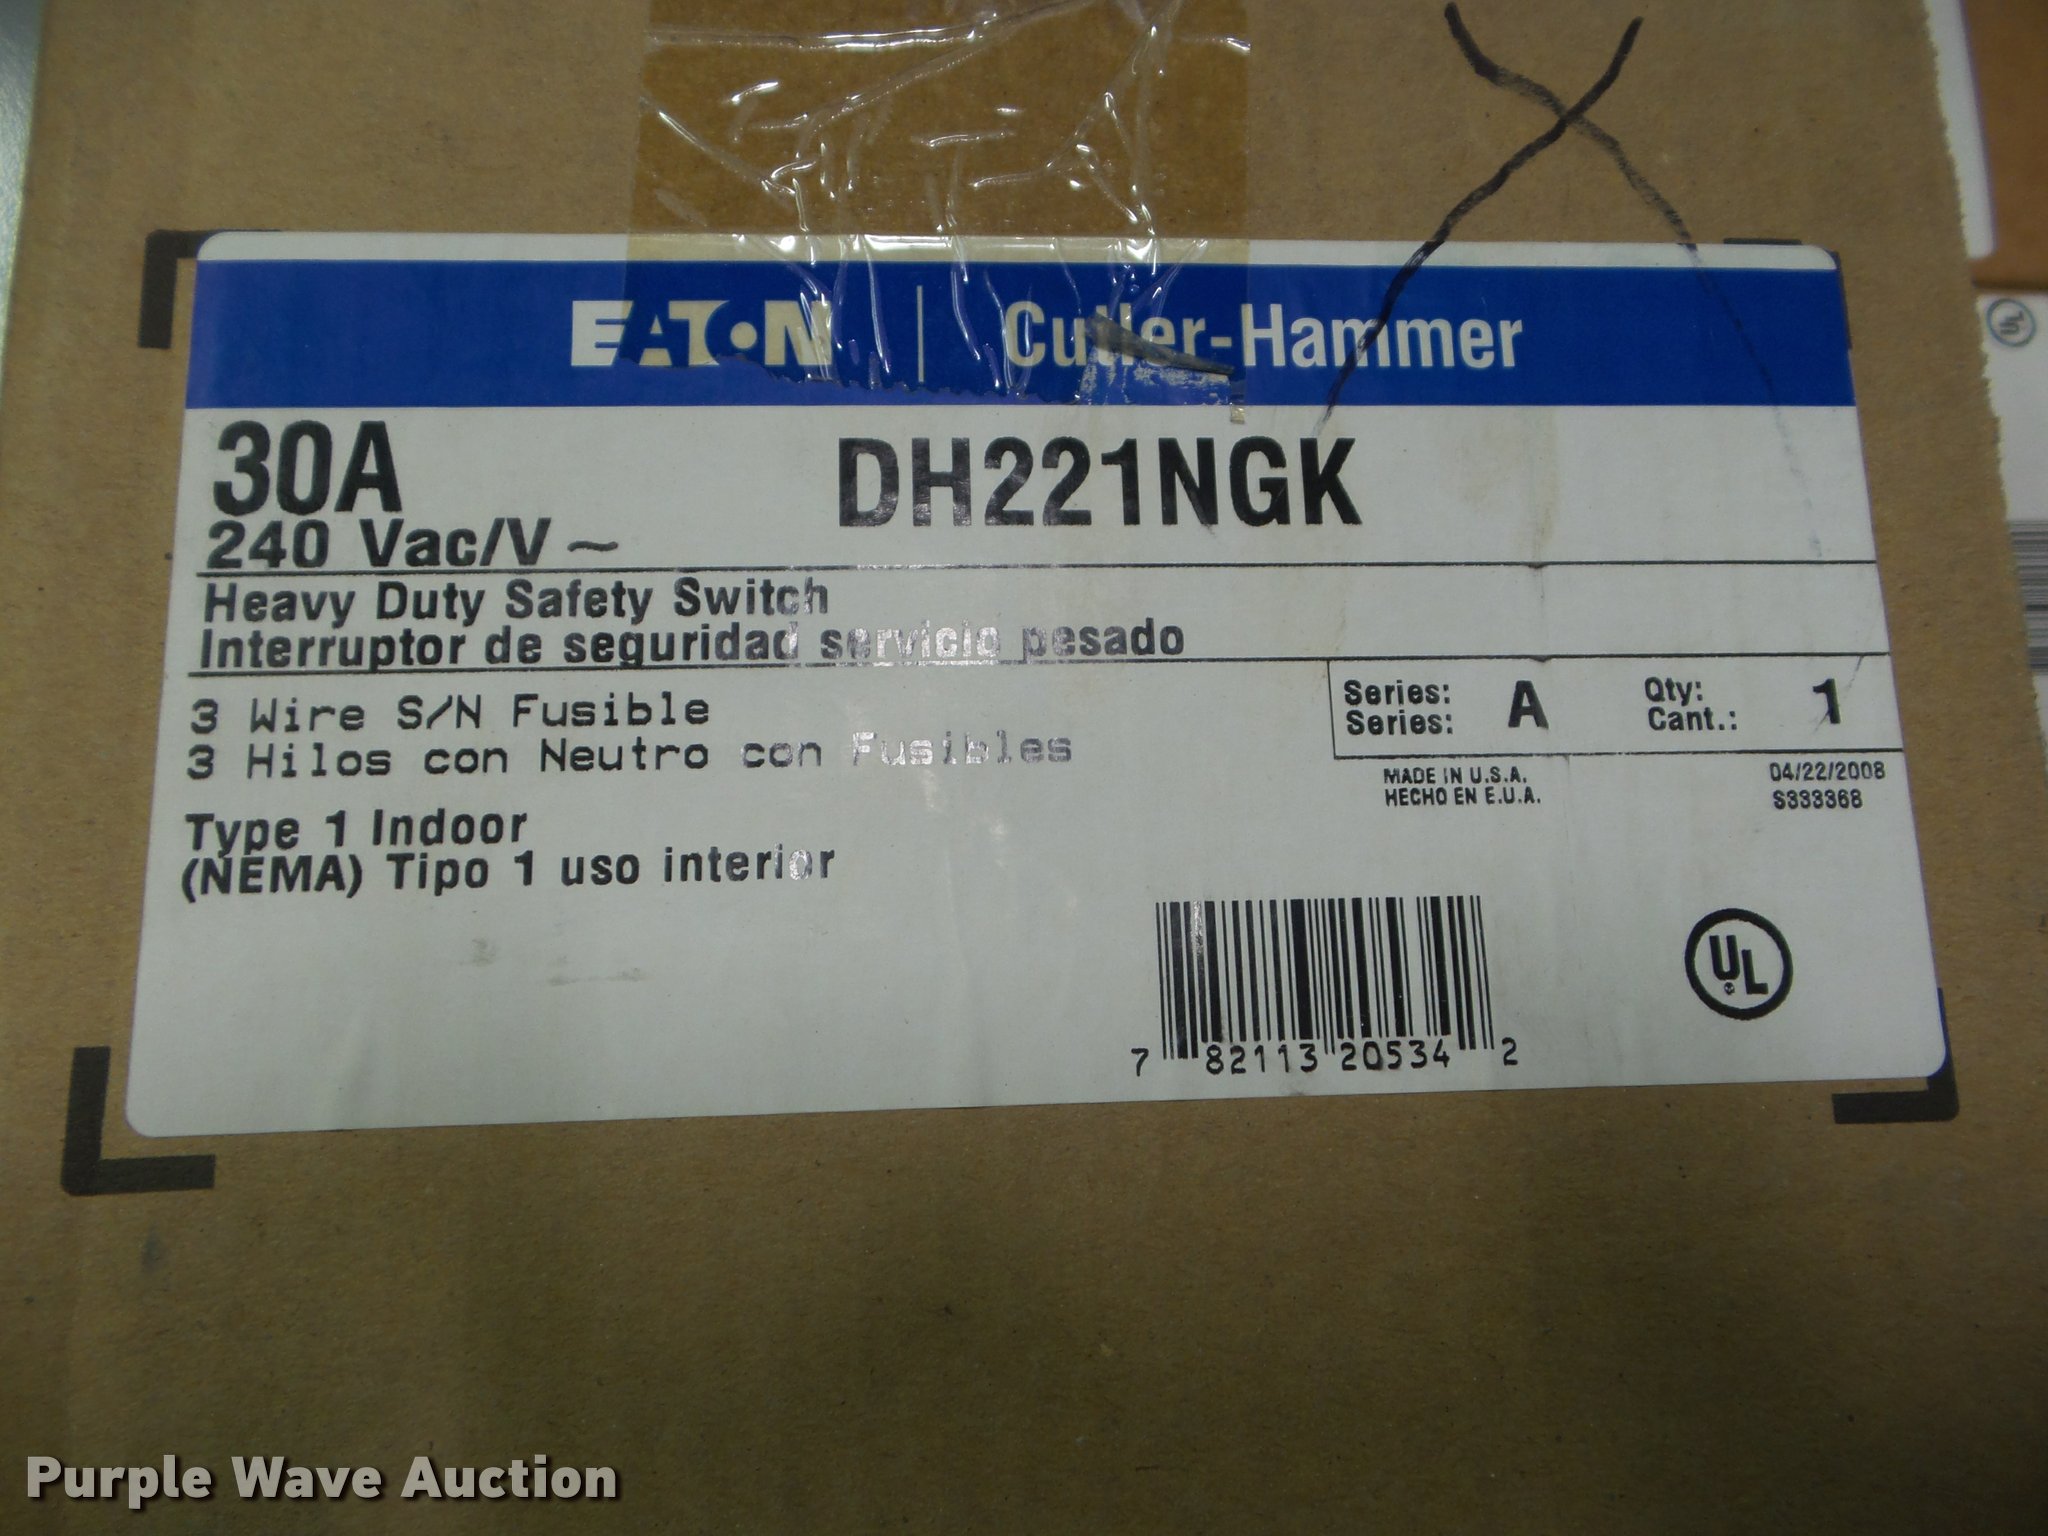 EATON | Cutler-Hammer
30A
DH221NGK
240 Vac/V ~
Heavy Duty Safety Switch
Interruptor de seguridad servicio pesado
3 Wire S/N Fusible
3 Hilos con Neutro con Fusibles
Series: A Qty: 1
Series: Cant.:
MADE IN U.S.A.
HECHO EN E.U.A.
04/22/2008
S333368
Type 1 Indoor
(NEMA) Tipo 1 uso interior
7 82113 20534 2
UL
UL
Purple Wave Auction